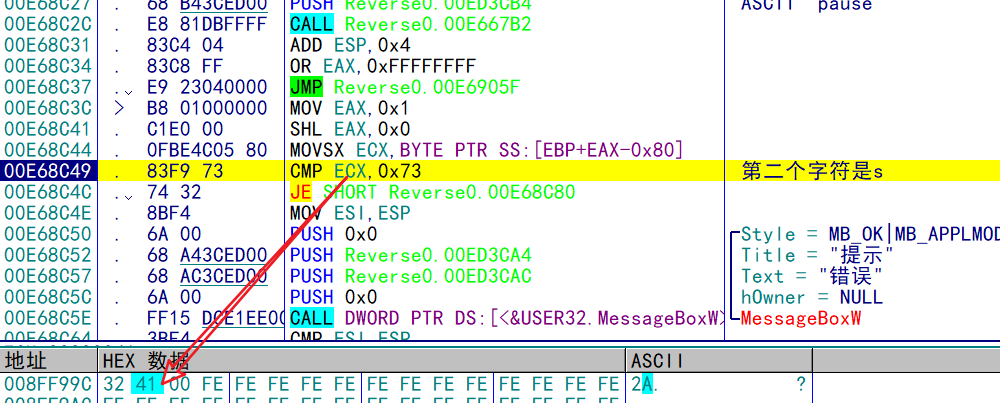 00E68C27 . 68 B43CED00 PUSH Reverse0.00ED3CB4 ASCII "pause"
00E68C2C . E8 81DBFFFF CALL Reverse0.00E667B2
00E68C31 . 83C4 04 ADD ESP,0x4
00E68C34 . 83C8 FF OR EAX,0xFFFFFFFF
00E68C37 . E9 23040000 JMP Reverse0.00E6905F
00E68C3C > B8 01000000 MOV EAX,0x1
00E68C41 . C1E0 00 SHL EAX,0x0
00E68C44 . 0FBE4C05 80 MOVSX ECX,BYTE PTR SS:[EBP+EAX-0x80]
00E68C49 . 83F9 73 CMP ECX,0x73 第二个字符是s
00E68C4C . 74 32 JE SHORT Reverse0.00E68C80
00E68C4E . 8BF4 MOV ESI,ESP
00E68C50 . 6A 00 PUSH 0x0 Style = MB_OK|MB_APPLMOD
00E68C52 . 68 A43CED00 PUSH Reverse0.00ED3CA4 Title = "提示"
00E68C57 . 68 AC3CED00 PUSH Reverse0.00ED3CAC Text = "错误"
00E68C5C . 6A 00 PUSH 0x0 hOwner = NULL
00E68C5E . FF15 DCE1EE00 CALL DWORD PTR DS:[<&USER32.MessageBoxW> MessageBoxW
00E68C64 . 3BF4 CMP ESI,ESP
地址 HEX 数据 ASCII
008FF99C 32 41 00 FE FE FE FE FE FE FE FE FE FE FE FE FE 2A. ?